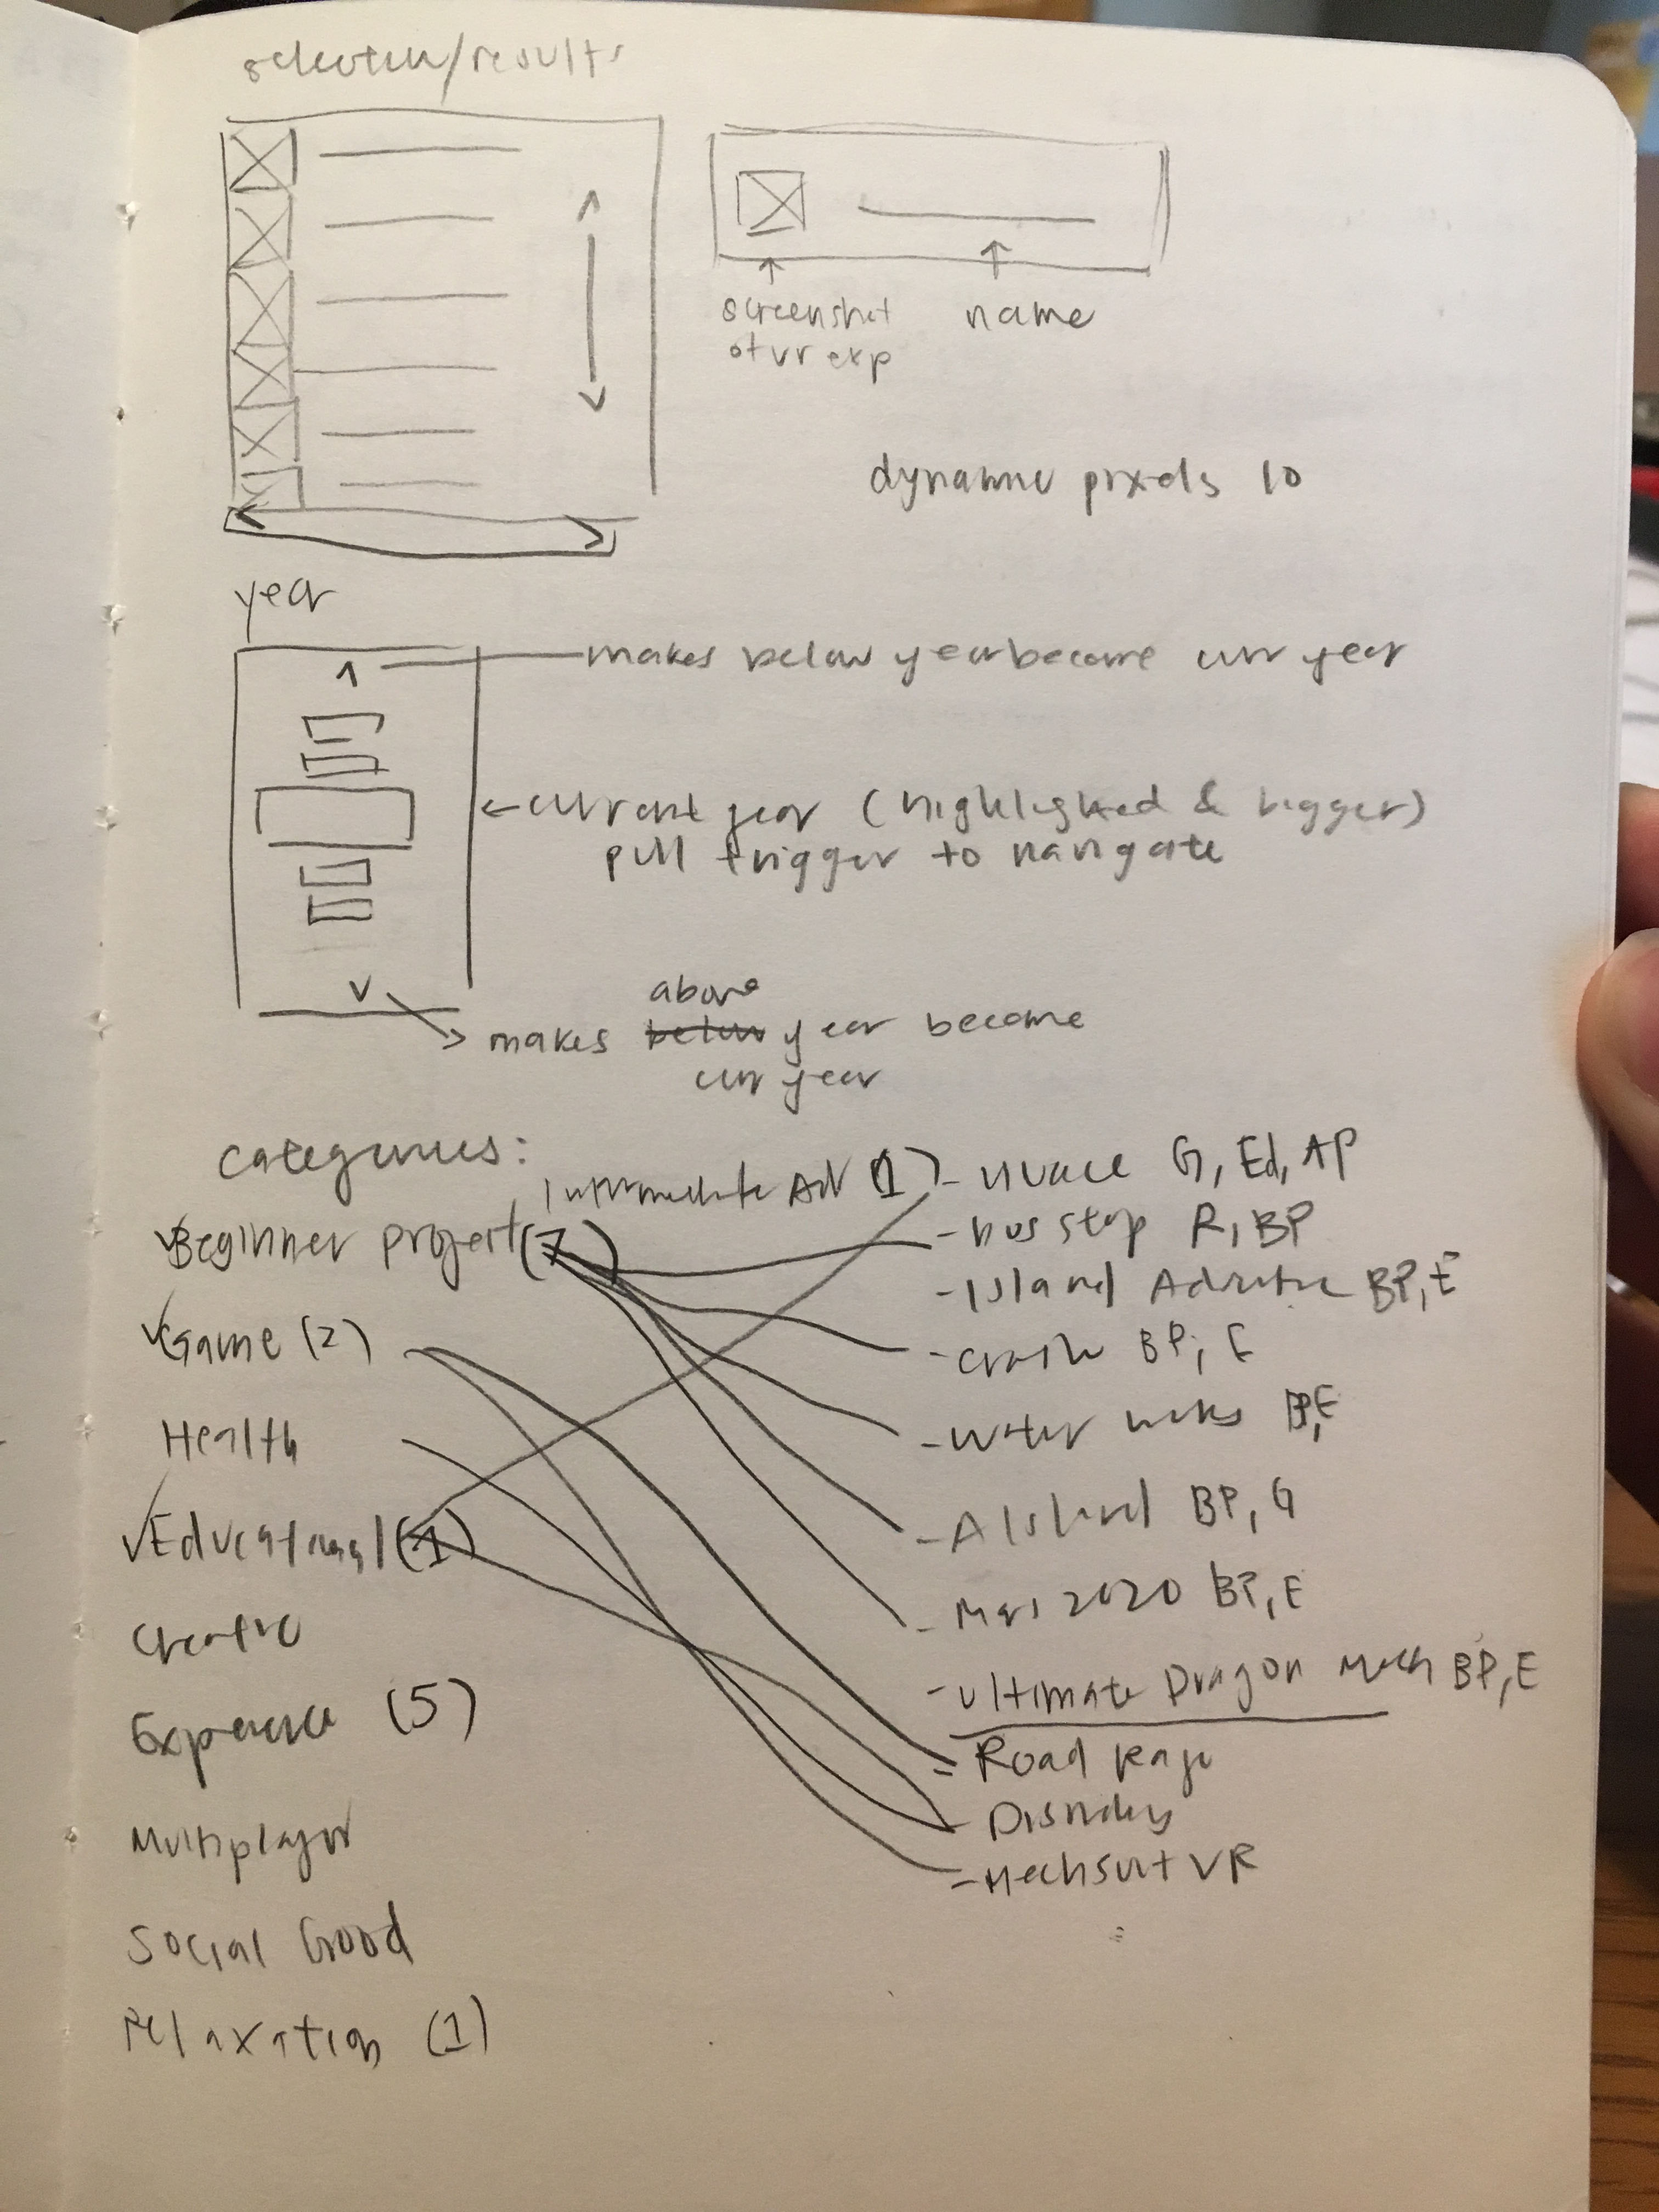 selection/results
screenshot
of vr exp
name
dynamic pixels 10
year
makes below year become curr year
current year (highlighted & bigger)
pull trigger to navigate
above
makes below year become
curr year
categories:
Intermediate Adv (1)
- G, Ed, AP
Beginner project (7)
- bus stop R, BP
- Island Adventure BP, E
Game (2)
- crash BP, E
Health
- Water works BP, E
Educational (1)
- A Island BP, G
- Mars 2020 BP, E
Creative
- Ultimate Dragon Mech BP, E
Experience (5)
- Road Rage
- Disney
Multiplayer
- Mechsuit VR
Social Good
Relaxation (1)